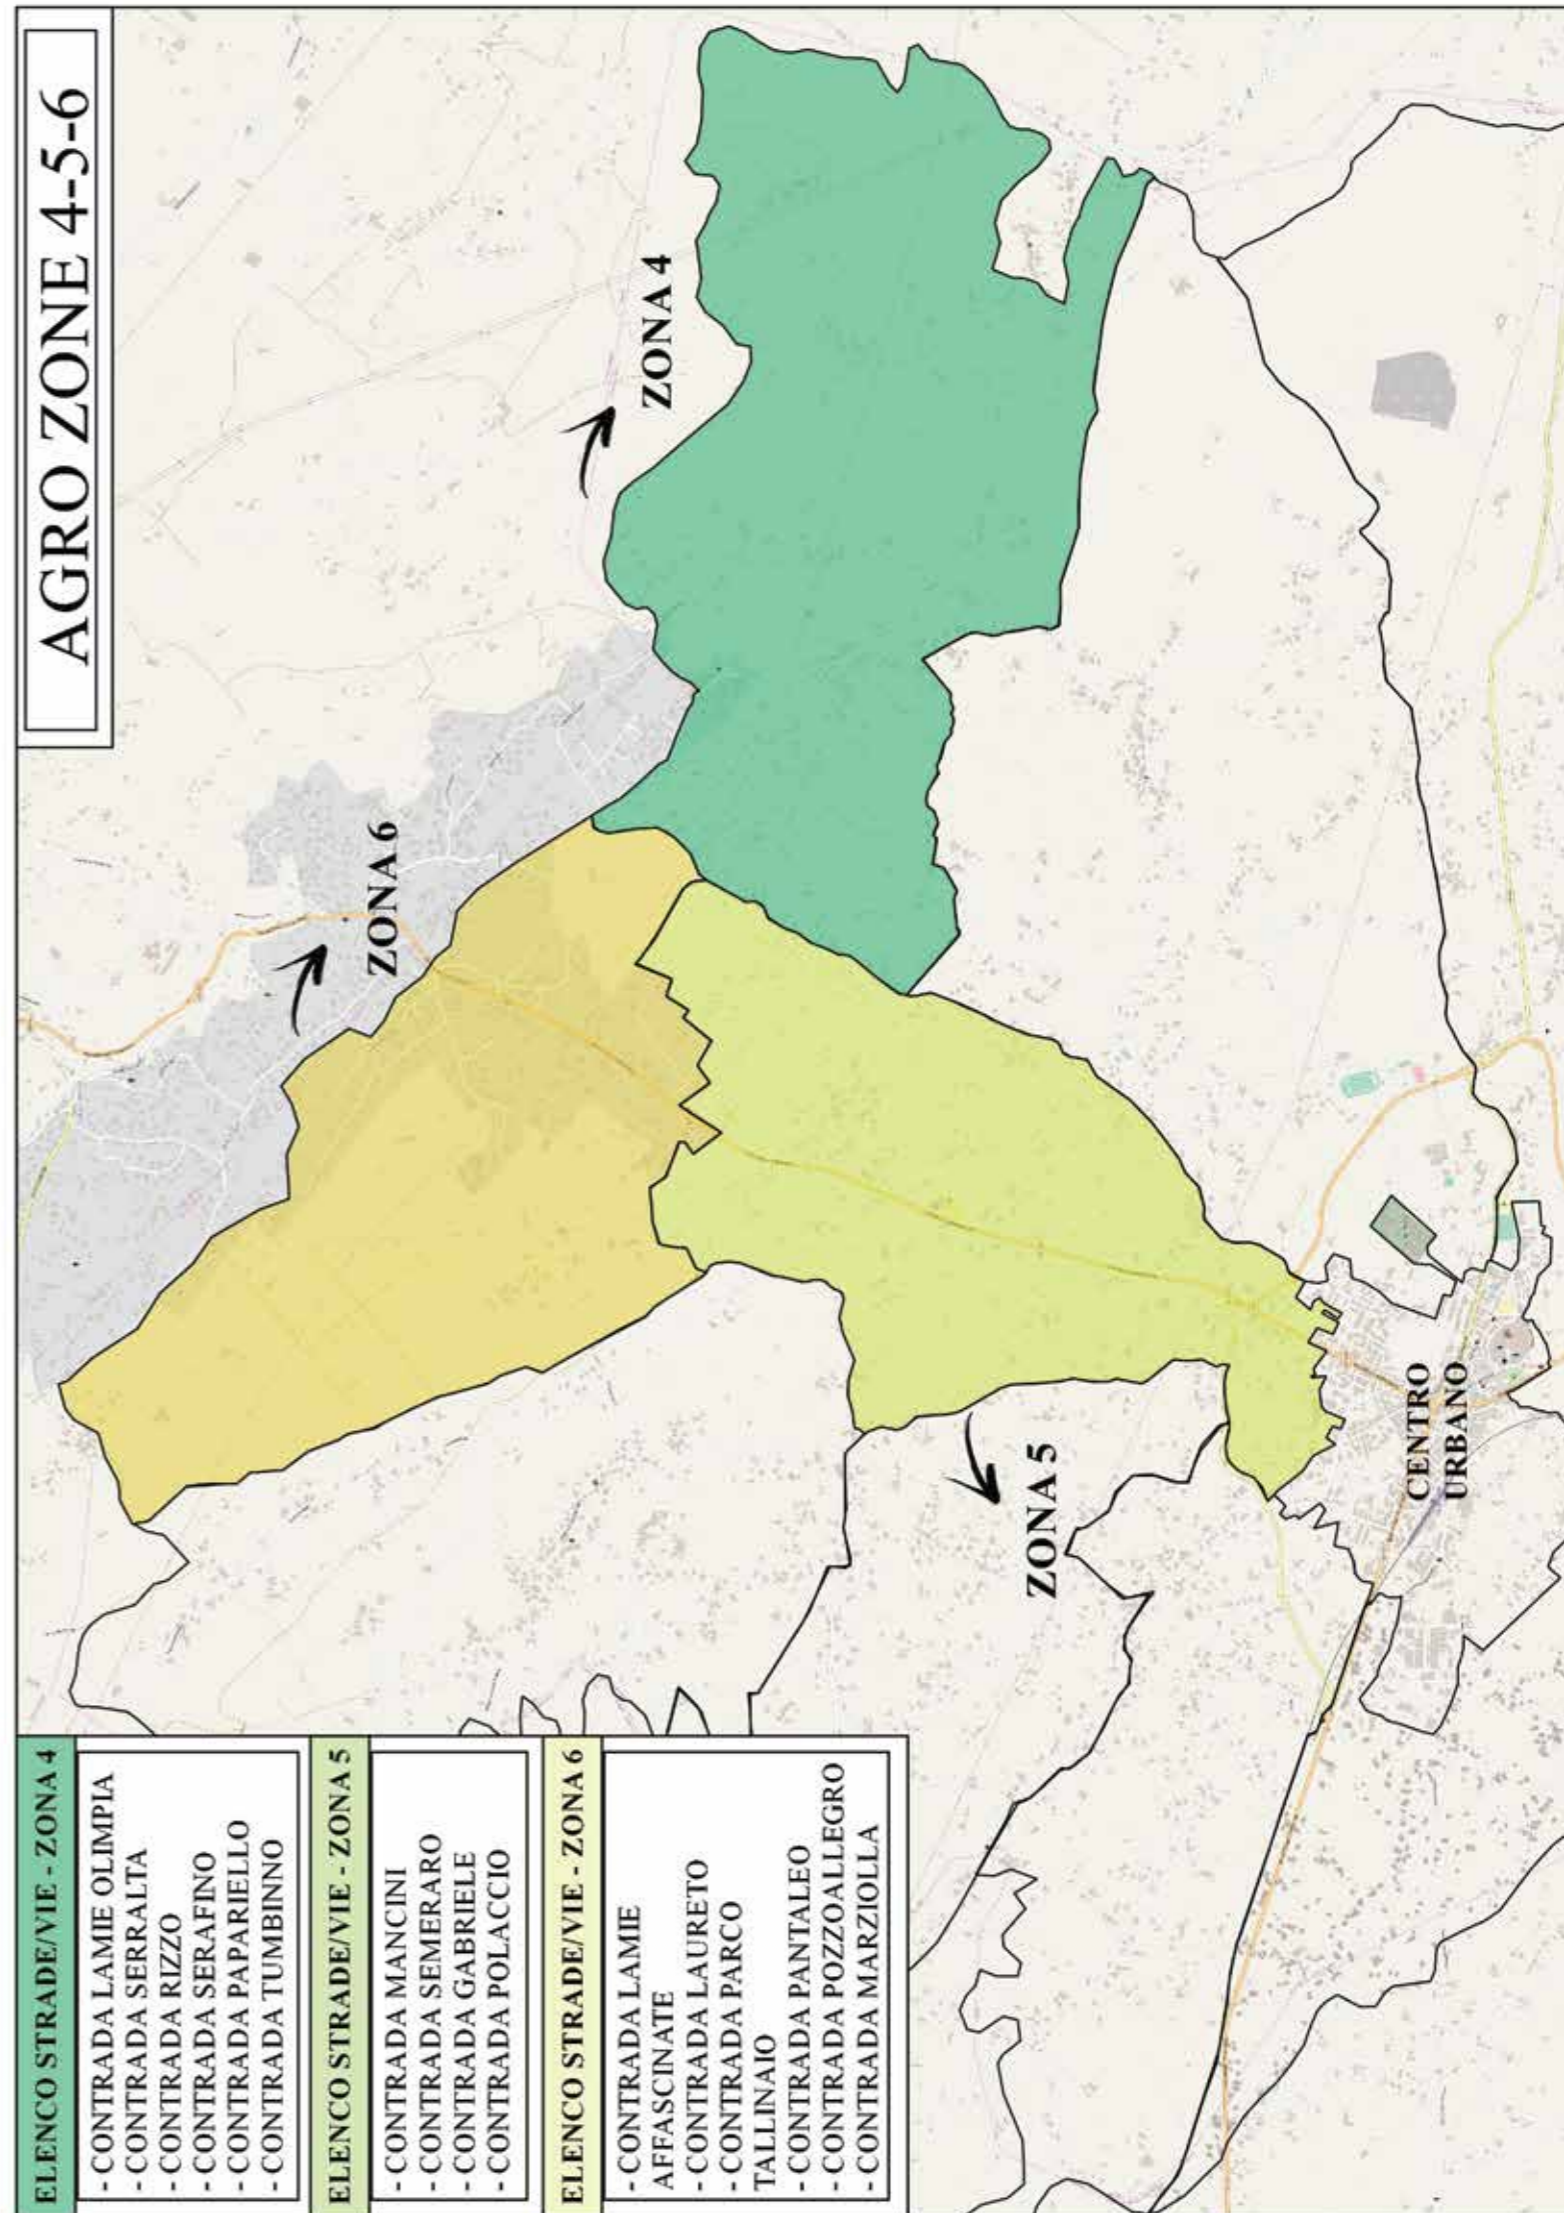 AGRO ZONE 4-5-6
ELENCO STRADE/VIE - ZONA 4
- CONTRADA LAMIE OLIMPIA
- CONTRADA SERRALTA
- CONTRADA RIZZO
- CONTRADA SERAFINO
- CONTRADA PAPARIELLO
- CONTRADA TUMBINNO
ELENCO STRADE/VIE - ZONA 5
- CONTRADA MANCINI
- CONTRADA SEMERARO
- CONTRADA GABRIELE
- CONTRADA POLACCIO
ELENCO STRADE/VIE - ZONA 6
- CONTRADA LAMIE
AFFASCINATE
- CONTRADA LAURETO
- CONTRADA PARCO
TALLINAIO
- CONTRADA PANTALEO
- CONTRADA POZZOALLEGRO
- CONTRADA MARZIOLLA
ZONA 6
ZONA 4
ZONA 5
CENTRO
URBANO